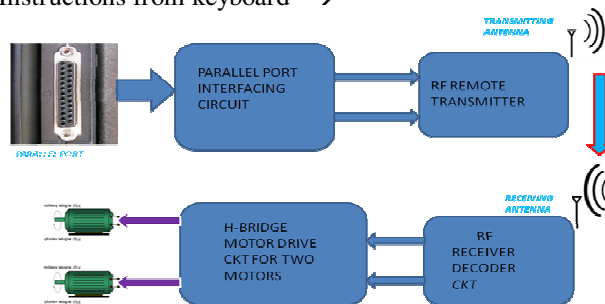 Instructions from keyboard →
TRANSMITTING
ANTENNA
PARALLEL PORT
INTERFACING
CIRCUIT
RF REMOTE
TRANSMITTER
PARALLEL PORT
RECEIVING
ANTENNA
H-BRIDGE
MOTOR DRIVE
CKT FOR TWO
MOTORS
RF
RECEIVER
DECODER
CKT